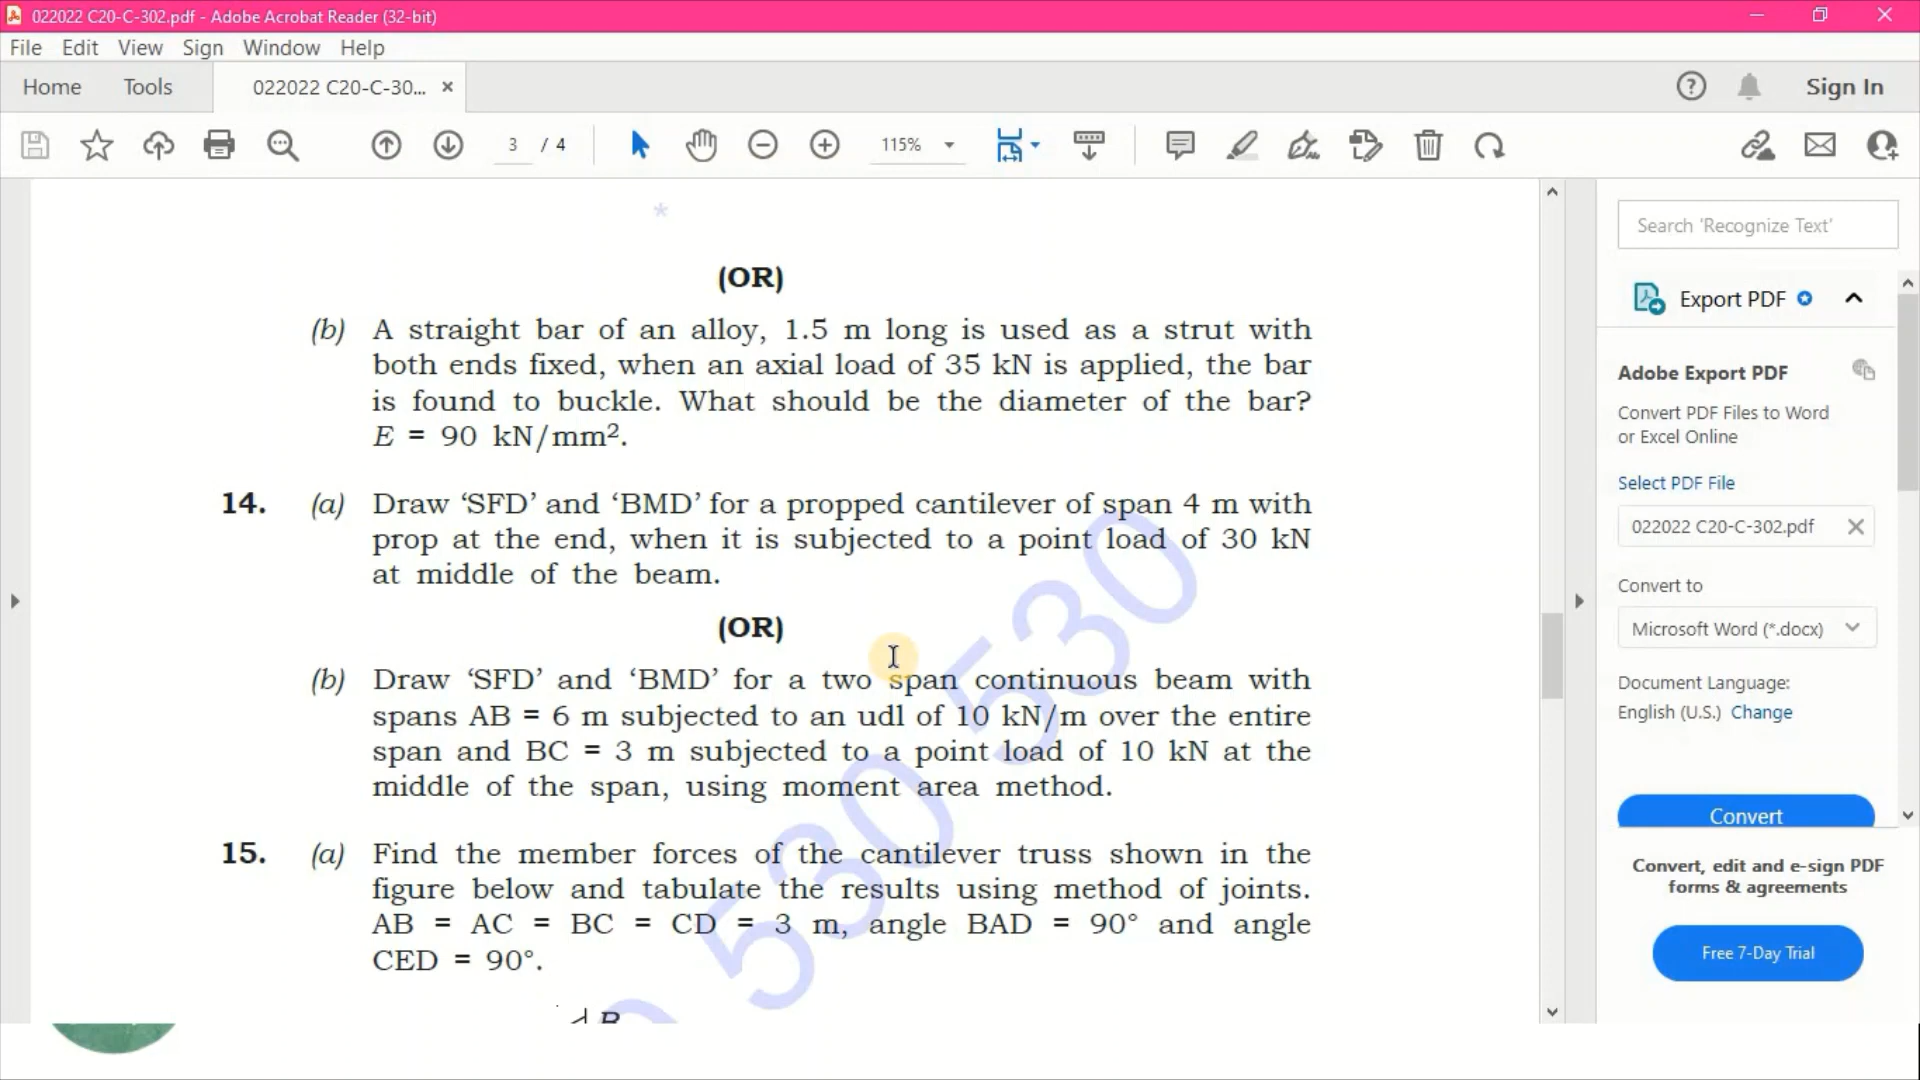 022022 C20-C-302.pdf - Adobe Acrobat Reader (32-bit)
File Edit View Sign Window Help
Home Tools 022022 C20-C-30... × Sign In
3 / 4 115%
*
(OR)
(b) A straight bar of an alloy, 1.5 m long is used as a strut with
both ends fixed, when an axial load of 35 kN is applied, the bar
is found to buckle. What should be the diameter of the bar?
E = 90 kN/mm².
14. (a) Draw ‘SFD’ and ‘BMD’ for a propped cantilever of span 4 m with
prop at the end, when it is subjected to a point load of 30 kN
at middle of the beam.
(OR)
(b) Draw ‘SFD’ and ‘BMD’ for a two span continuous beam with
spans AB = 6 m subjected to an udl of 10 kN/m over the entire
span and BC = 3 m subjected to a point load of 10 kN at the
middle of the span, using moment area method.
15. (a) Find the member forces of the cantilever truss shown in the
figure below and tabulate the results using method of joints.
AB = AC = BC = CD = 3 m, angle BAD = 90° and angle
CED = 90°.
B
530 530
Search 'Recognize Text'
Export PDF
Adobe Export PDF
Convert PDF Files to Word
or Excel Online
Select PDF File
022022 C20-C-302.pdf
Convert to
Microsoft Word (*.docx)
Document Language:
English (U.S.) Change
Convert
Convert, edit and e-sign PDF
forms & agreements
Free 7-Day Trial